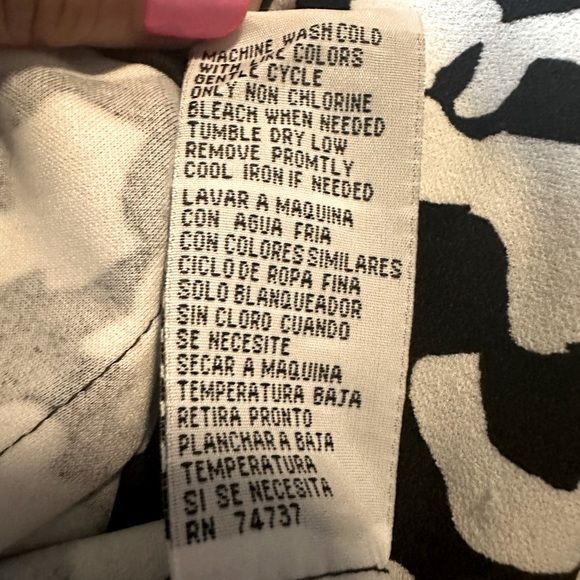 MACHINE WASH COLD
WITH LIKE COLORS
GENTLE CYCLE
ONLY NON CHLORINE
BLEACH WHEN NEEDED
TUMBLE DRY LOW
REMOVE PROMTLY
COOL IRON IF NEEDED
LAVAR A MAQUINA
CON AGUA FRIA
CON COLORES SIMILARES
CICLO DE ROPA FINA
SOLO BLANQUEADOR
SIN CLORO CUANDO
SE NECESITE
SECAR A MAQUINA
TEMPERATURA BAJA
RETIRA PRONTO
PLANCHAR A BAJA
TEMPERATURA
SI SE NECESITA
RN 74737